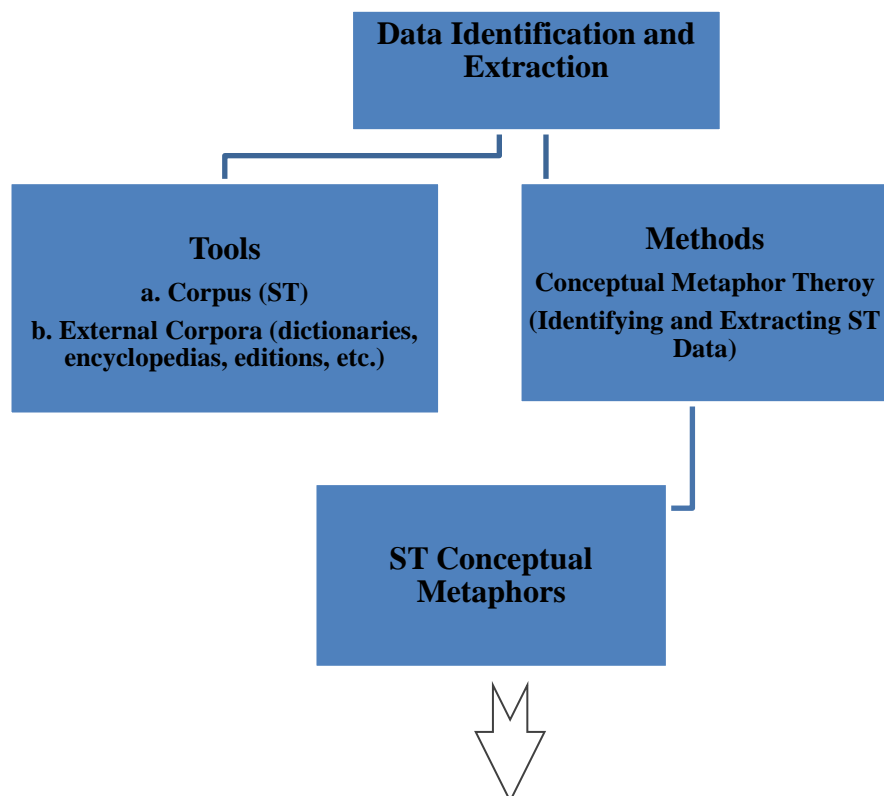 Data Identification and
Extraction
Tools
a. Corpus (ST)
b. External Corpora (dictionaries,
encyclopedias, editions, etc.)
Methods
Conceptual Metaphor Theroy
(Identifying and Extracting ST
Data)
ST Conceptual
Metaphors